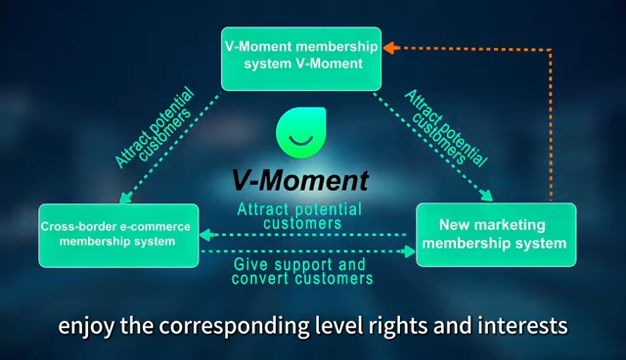 V-Moment membership
system V-Moment
Attract potential
customers
Attract potential
customers
V-Moment
Cross-border e-commerce
membership system
Attract potential
customers
Give support and
convert customers
New marketing
membership system
enjoy the corresponding level rights and interests